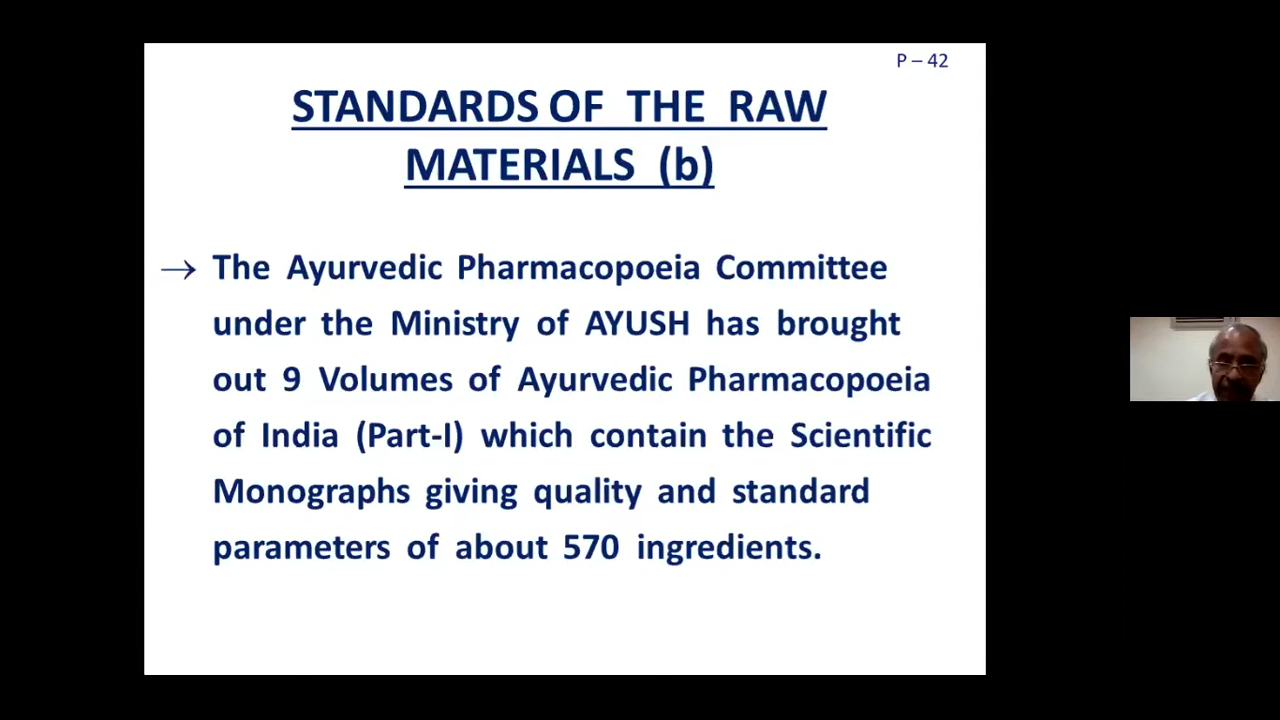 P – 42
STANDARDS OF THE RAW
MATERIALS (b)
→ The Ayurvedic Pharmacopoeia Committee
under the Ministry of AYUSH has brought
out 9 Volumes of Ayurvedic Pharmacopoeia
of India (Part-I) which contain the Scientific
Monographs giving quality and standard
parameters of about 570 ingredients.